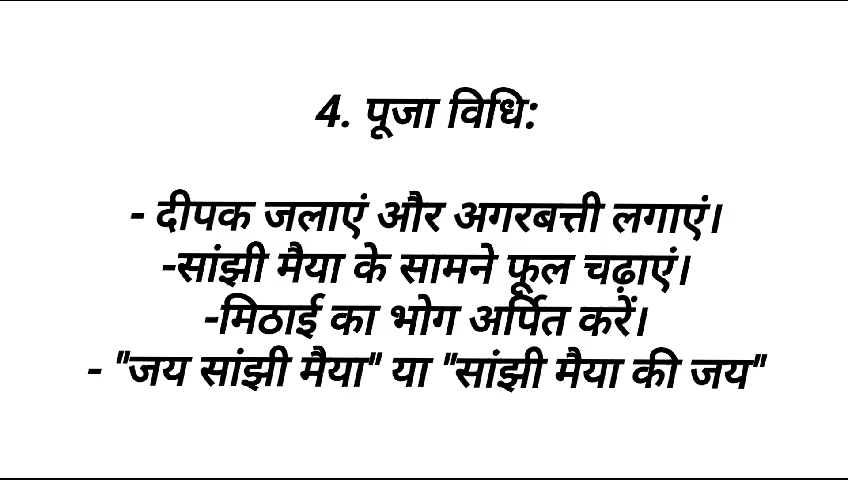 4. पूजा विधि:
- दीपक जलाएं और अगरबत्ती लगाएं।
-सांझी मैया के सामने फूल चढ़ाएं।
-मिठाई का भोग अर्पित करें।
- "जय सांझी मैया" या "सांझी मैया की जय"